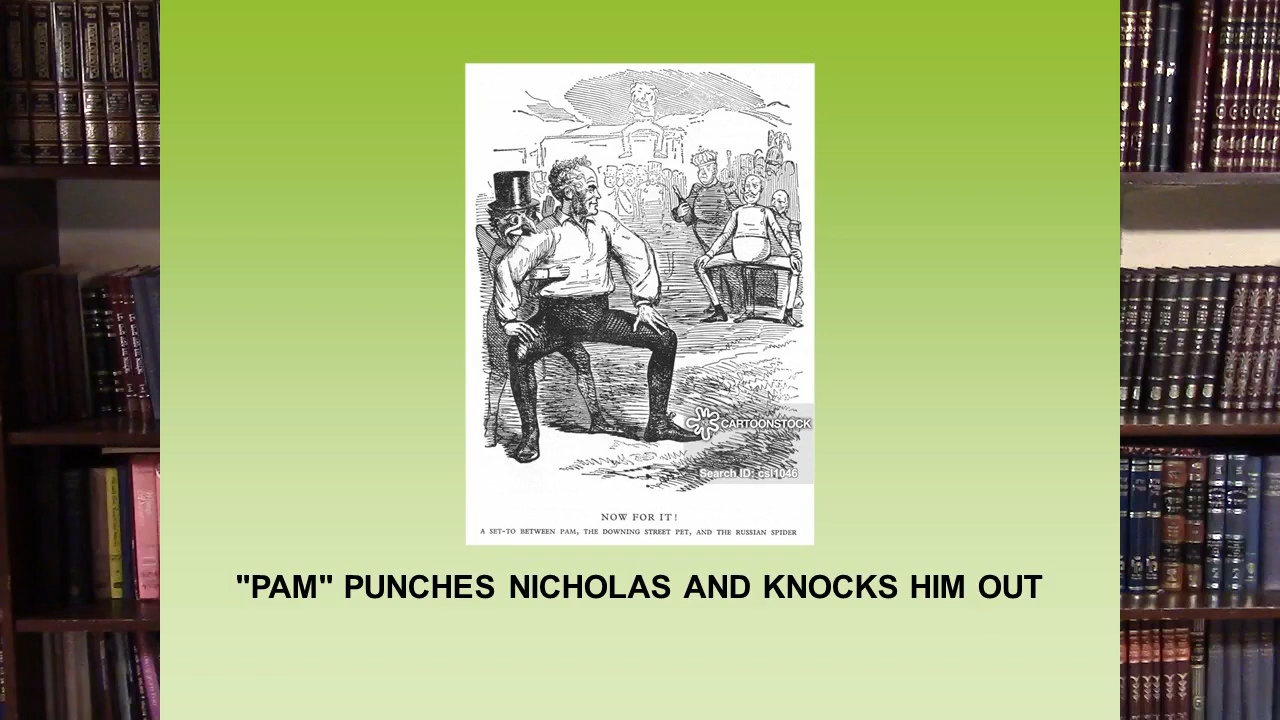 CARTOONSTOCK
Search ID: csl1046
NOW FOR IT!
A SET-TO BETWEEN PAM, THE DOWNING STREET PET, AND THE RUSSIAN SPIDER
"PAM" PUNCHES NICHOLAS AND KNOCKS HIM OUT